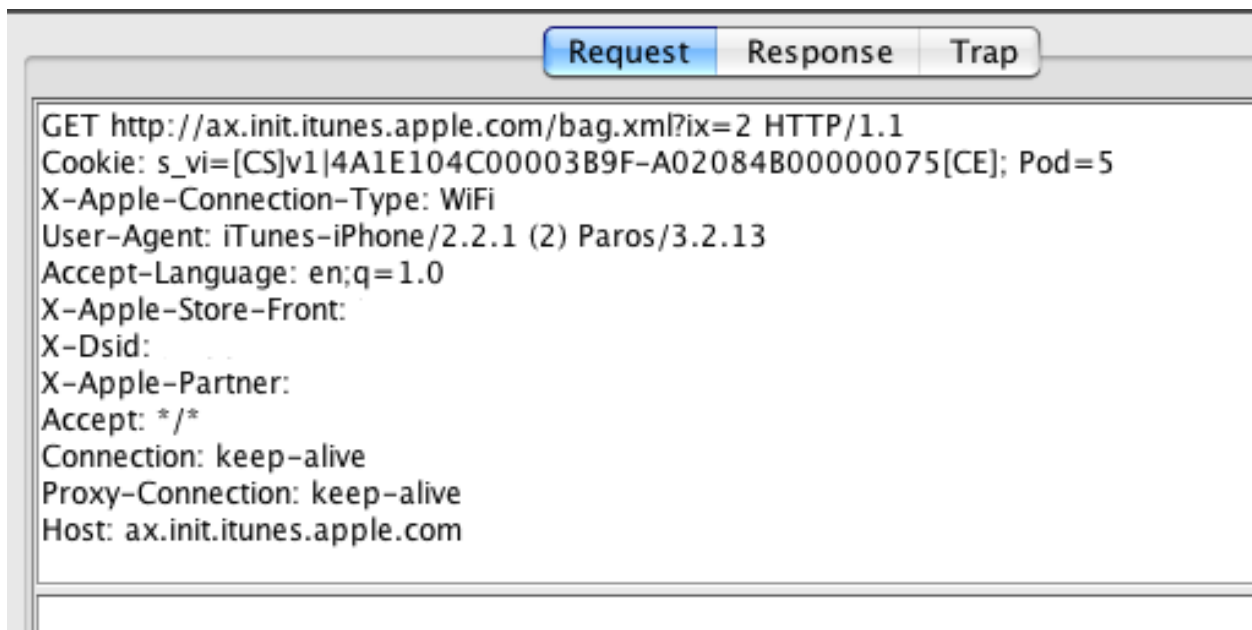 Request Response Trap
GET http://ax.init.itunes.apple.com/bag.xml?ix=2 HTTP/1.1
Cookie: s_vi=[CS]v1|4A1E104C00003B9F-A02084B00000075[CE]; Pod=5
X-Apple-Connection-Type: WiFi
User-Agent: iTunes-iPhone/2.2.1 (2) Paros/3.2.13
Accept-Language: en;q=1.0
X-Apple-Store-Front:
X-Dsid:
X-Apple-Partner:
Accept: */*
Connection: keep-alive
Proxy-Connection: keep-alive
Host: ax.init.itunes.apple.com